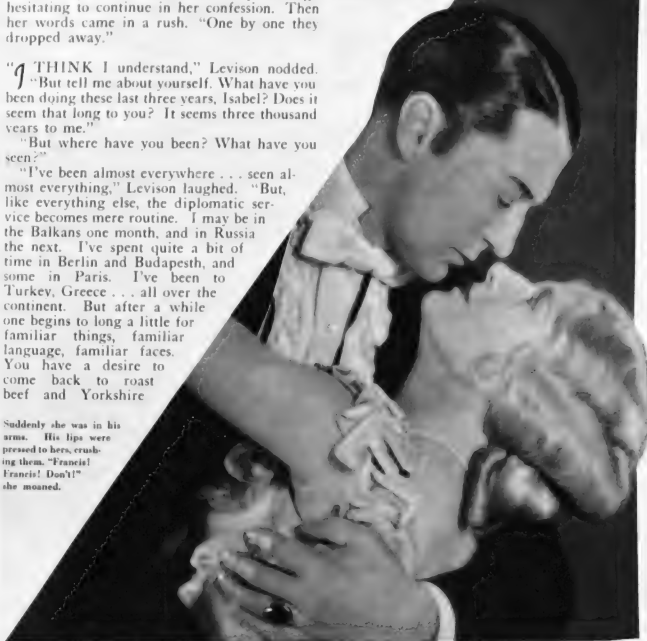 hesitating to continue in her confession. Then
her words came in a rush. “One by one they
dropped away.”
“I THINK I understand,” Levison nodded.
“But tell me about yourself. What have you
been doing these last three years, Isabel? Does it
seem that long to you? It seems three thousand
years to me.”
“But where have you been? What have you
seen?”
“I’ve been almost everywhere . . . seen al-
most everything,” Levison laughed. “But,
like everything else, the diplomatic ser-
vice becomes mere routine. I may be in
the Balkans one month, and in Russia
the next. I’ve spent quite a bit of
time in Berlin and Budapesth, and
some in Paris. I’ve been to
Turkey, Greece . . . all over the
continent. But after a while
one begins to long a little for
familiar things, familiar
language, familiar faces.
You have a desire to
come back to roast
beef and Yorkshire
Suddenly she was in his
arms. His lips were
pressed to hers, crush-
ing them. “Francis!
Francis! Don’t!”
she moaned.